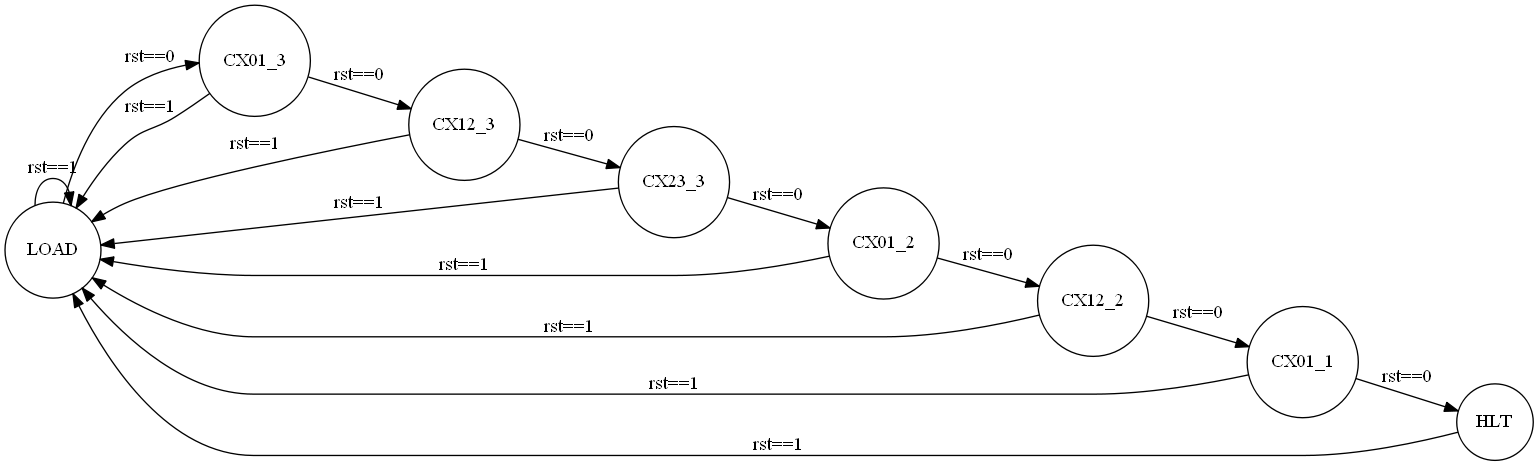 rst==0
CX01_3
rst==0
rst==1
CX12_3
rst==0
rst==1
rst==1
CX23_3
rst==0
rst==1
CX01_2
LOAD
rst==0
rst==1
CX12_2
rst==0
rst==1
CX01_1
rst==0
rst==1
HLT
rst==1